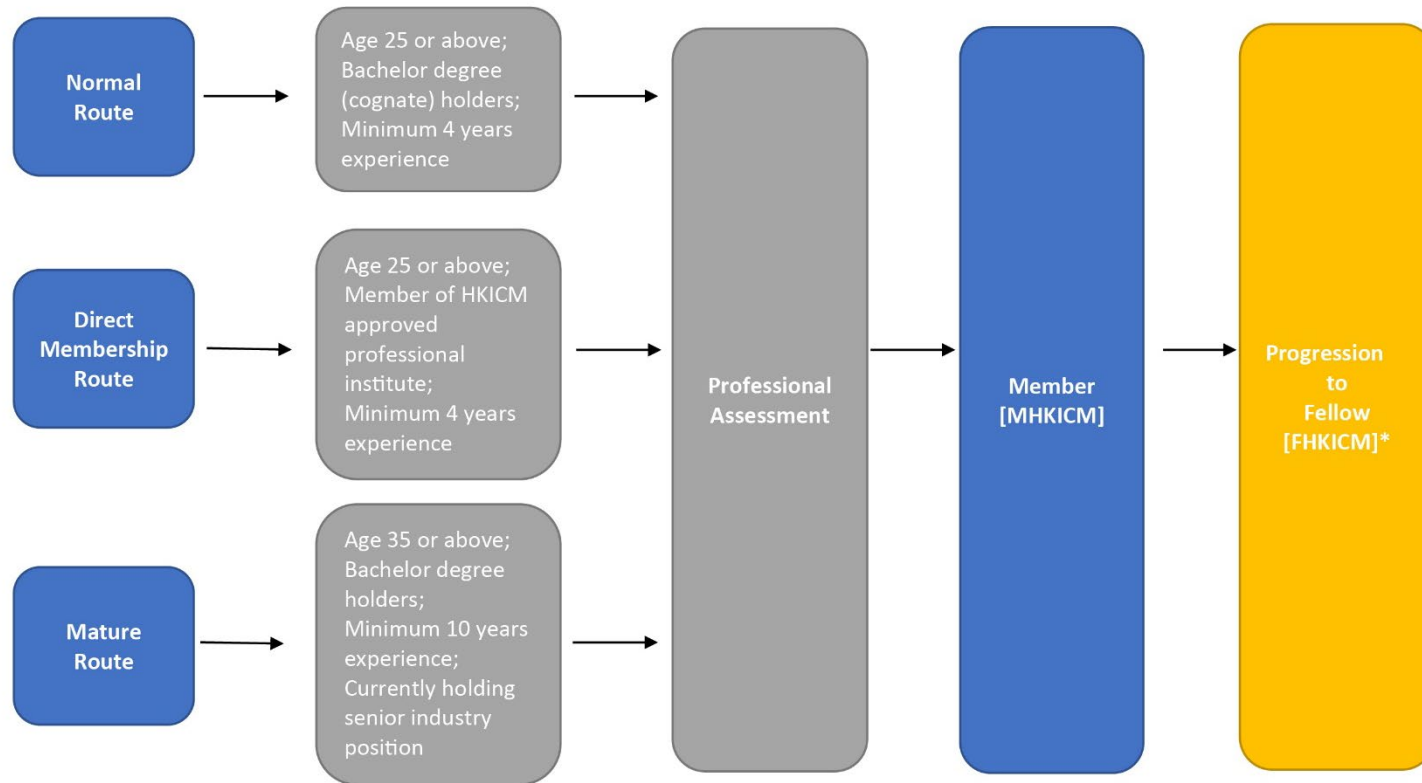 Normal
Route
Age 25 or above;
Bachelor degree
(cognate) holders;
Minimum 4 years
experience
Direct
Membership
Route
Age 25 or above;
Member of HKICM
approved
professional
institute;
Minimum 4 years
experience
Mature
Route
Age 35 or above;
Bachelor degree
holders;
Minimum 10 years
experience;
Currently holding
senior industry
position
Professional
Assessment
Member
[MHKICM]
Progression
to
Fellow
[FHKICM]*